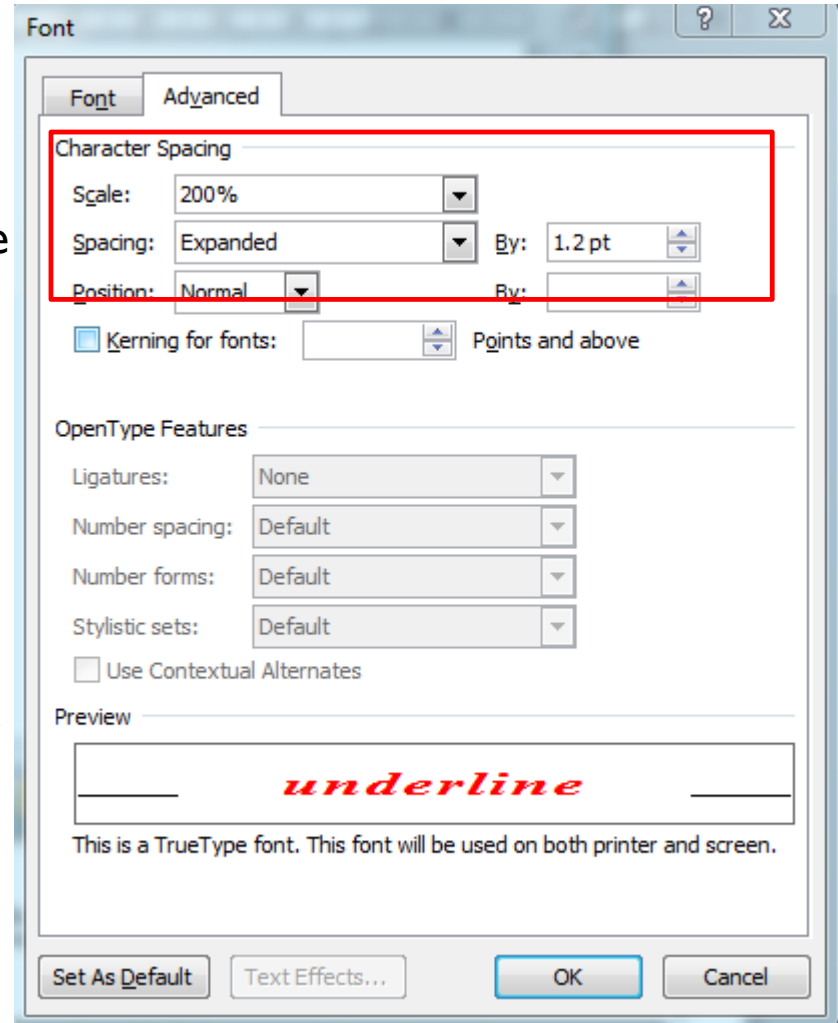 Font
Font Advanced
Character Spacing
Scale: 200%
e
Spacing: Expanded By: 1.2 pt
Position: Normal By:
Kerning for fonts: Points and above
OpenType Features
Ligatures: None
Number spacing: Default
Number forms: Default
Stylistic sets: Default
Use Contextual Alternates
Preview
underline
This is a TrueType font. This font will be used on both printer and screen.
Set As Default Text Effects... OK Cancel